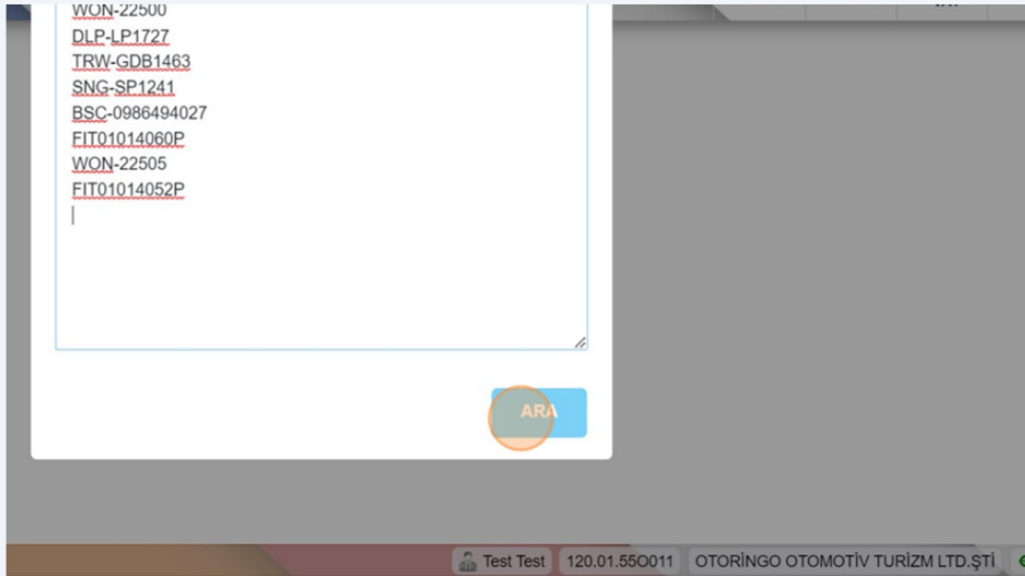 WON-22500
DLP-LP1727
TRW-GDB1463
SNG-SP1241
BSC-0986494027
FIT01014060P
WON-22505
FIT01014052P
ARA
Test Test
120.01.55O011
OTORİNGO OTOMOTİV TURİZM LTD.ŞTİ